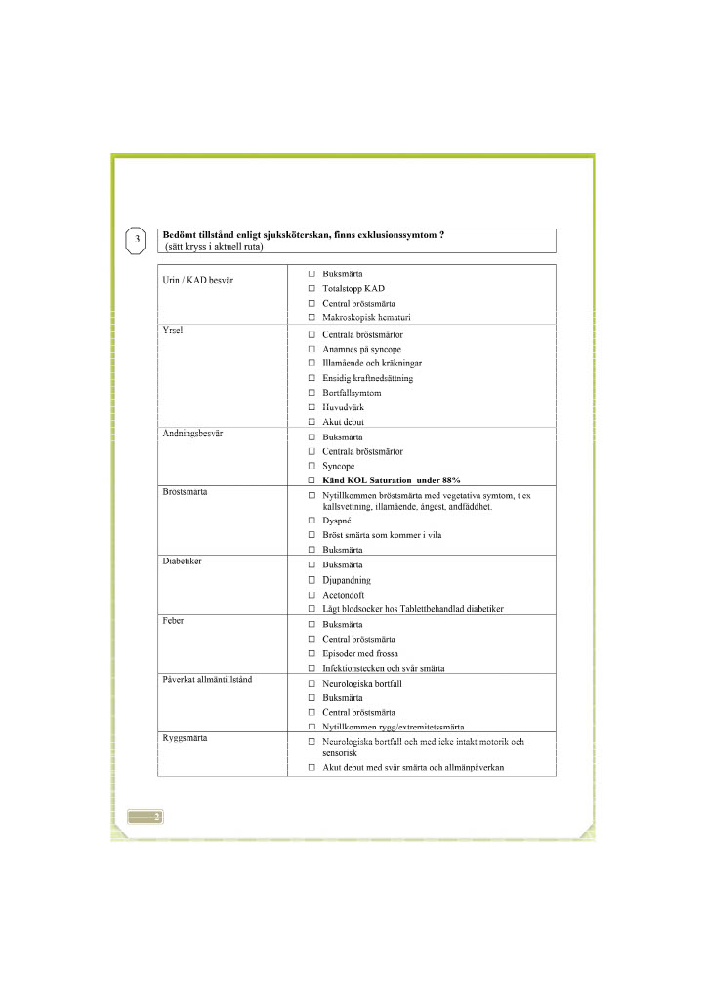 3
Bedömt tillstånd enligt sjuksköterskan, finns exklusionssymtom ?
(sätt kryss i aktuell ruta)
Urin / KAD besvär
☐ Buksmärta
☐ Totalstopp KAD
☐ Central bröstsmärta
☐ Makroskopisk hematuri
Yrsel
☐ Centrala bröstsmärtor
☐ Anamnes på syncope
☐ Illamående och kräkningar
☐ Ensidig kraftnedsättning
☐ Bortfallsymtom
☐ Huvudvärk
☐ Akut debut
Andningsbesvär
☐ Buksmärta
☐ Centrala bröstsmärtor
☐ Syncope
☐ Känd KOL Saturation under 88%
Bröstsmärta
☐ Nytillkommen bröstsmärta med vegetativa symtom, t ex
kallsvettning, illamående, ångest, andfåddhet.
☐ Dyspné
☐ Bröst smärta som kommer i vila
☐ Buksmärta
Diabetiker
☐ Buksmärta
☐ Djupandning
☐ Acetondoft
☐ Lågt blodsocker hos Tablettbehandlad diabetiker
Feber
☐ Buksmärta
☐ Central bröstsmärta
☐ Episoder med frossa
☐ Infektionstecken och svår smärta
Påverkat allmäntillstånd
☐ Neurologiska bortfall
☐ Buksmärta
☐ Central bröstsmärta
☐ Nytillkommen rygg/extremitetssmärta
Ryggsmärta
☐ Neurologiska bortfall och med icke intakt motorik och
sensorisk
☐ Akut debut med svår smärta och allmänpåverkan
2